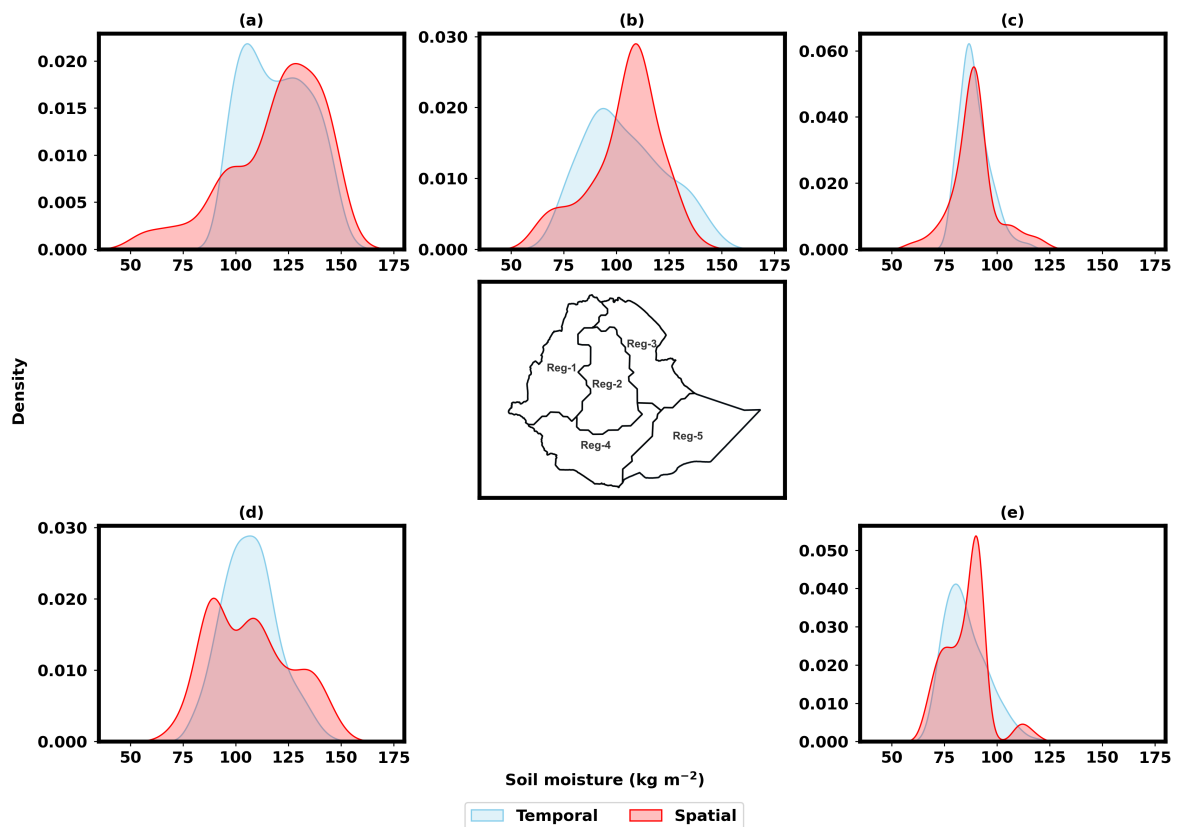 (a)
0.020
0.015
0.010
0.005
0.000
50 75 100 125 150 175
(b)
0.030
0.020
0.010
0.000
50 75 100 125 150 175
(c)
0.060
0.040
0.020
0.000
50 75 100 125 150 175
Density
Reg-1
Reg-2
Reg-3
Reg-4
Reg-5
(d)
0.030
0.020
0.010
0.000
50 75 100 125 150 175
(e)
0.050
0.040
0.030
0.020
0.010
0.000
50 75 100 125 150 175
Soil moisture (kg m⁻²)
Temporal Spatial